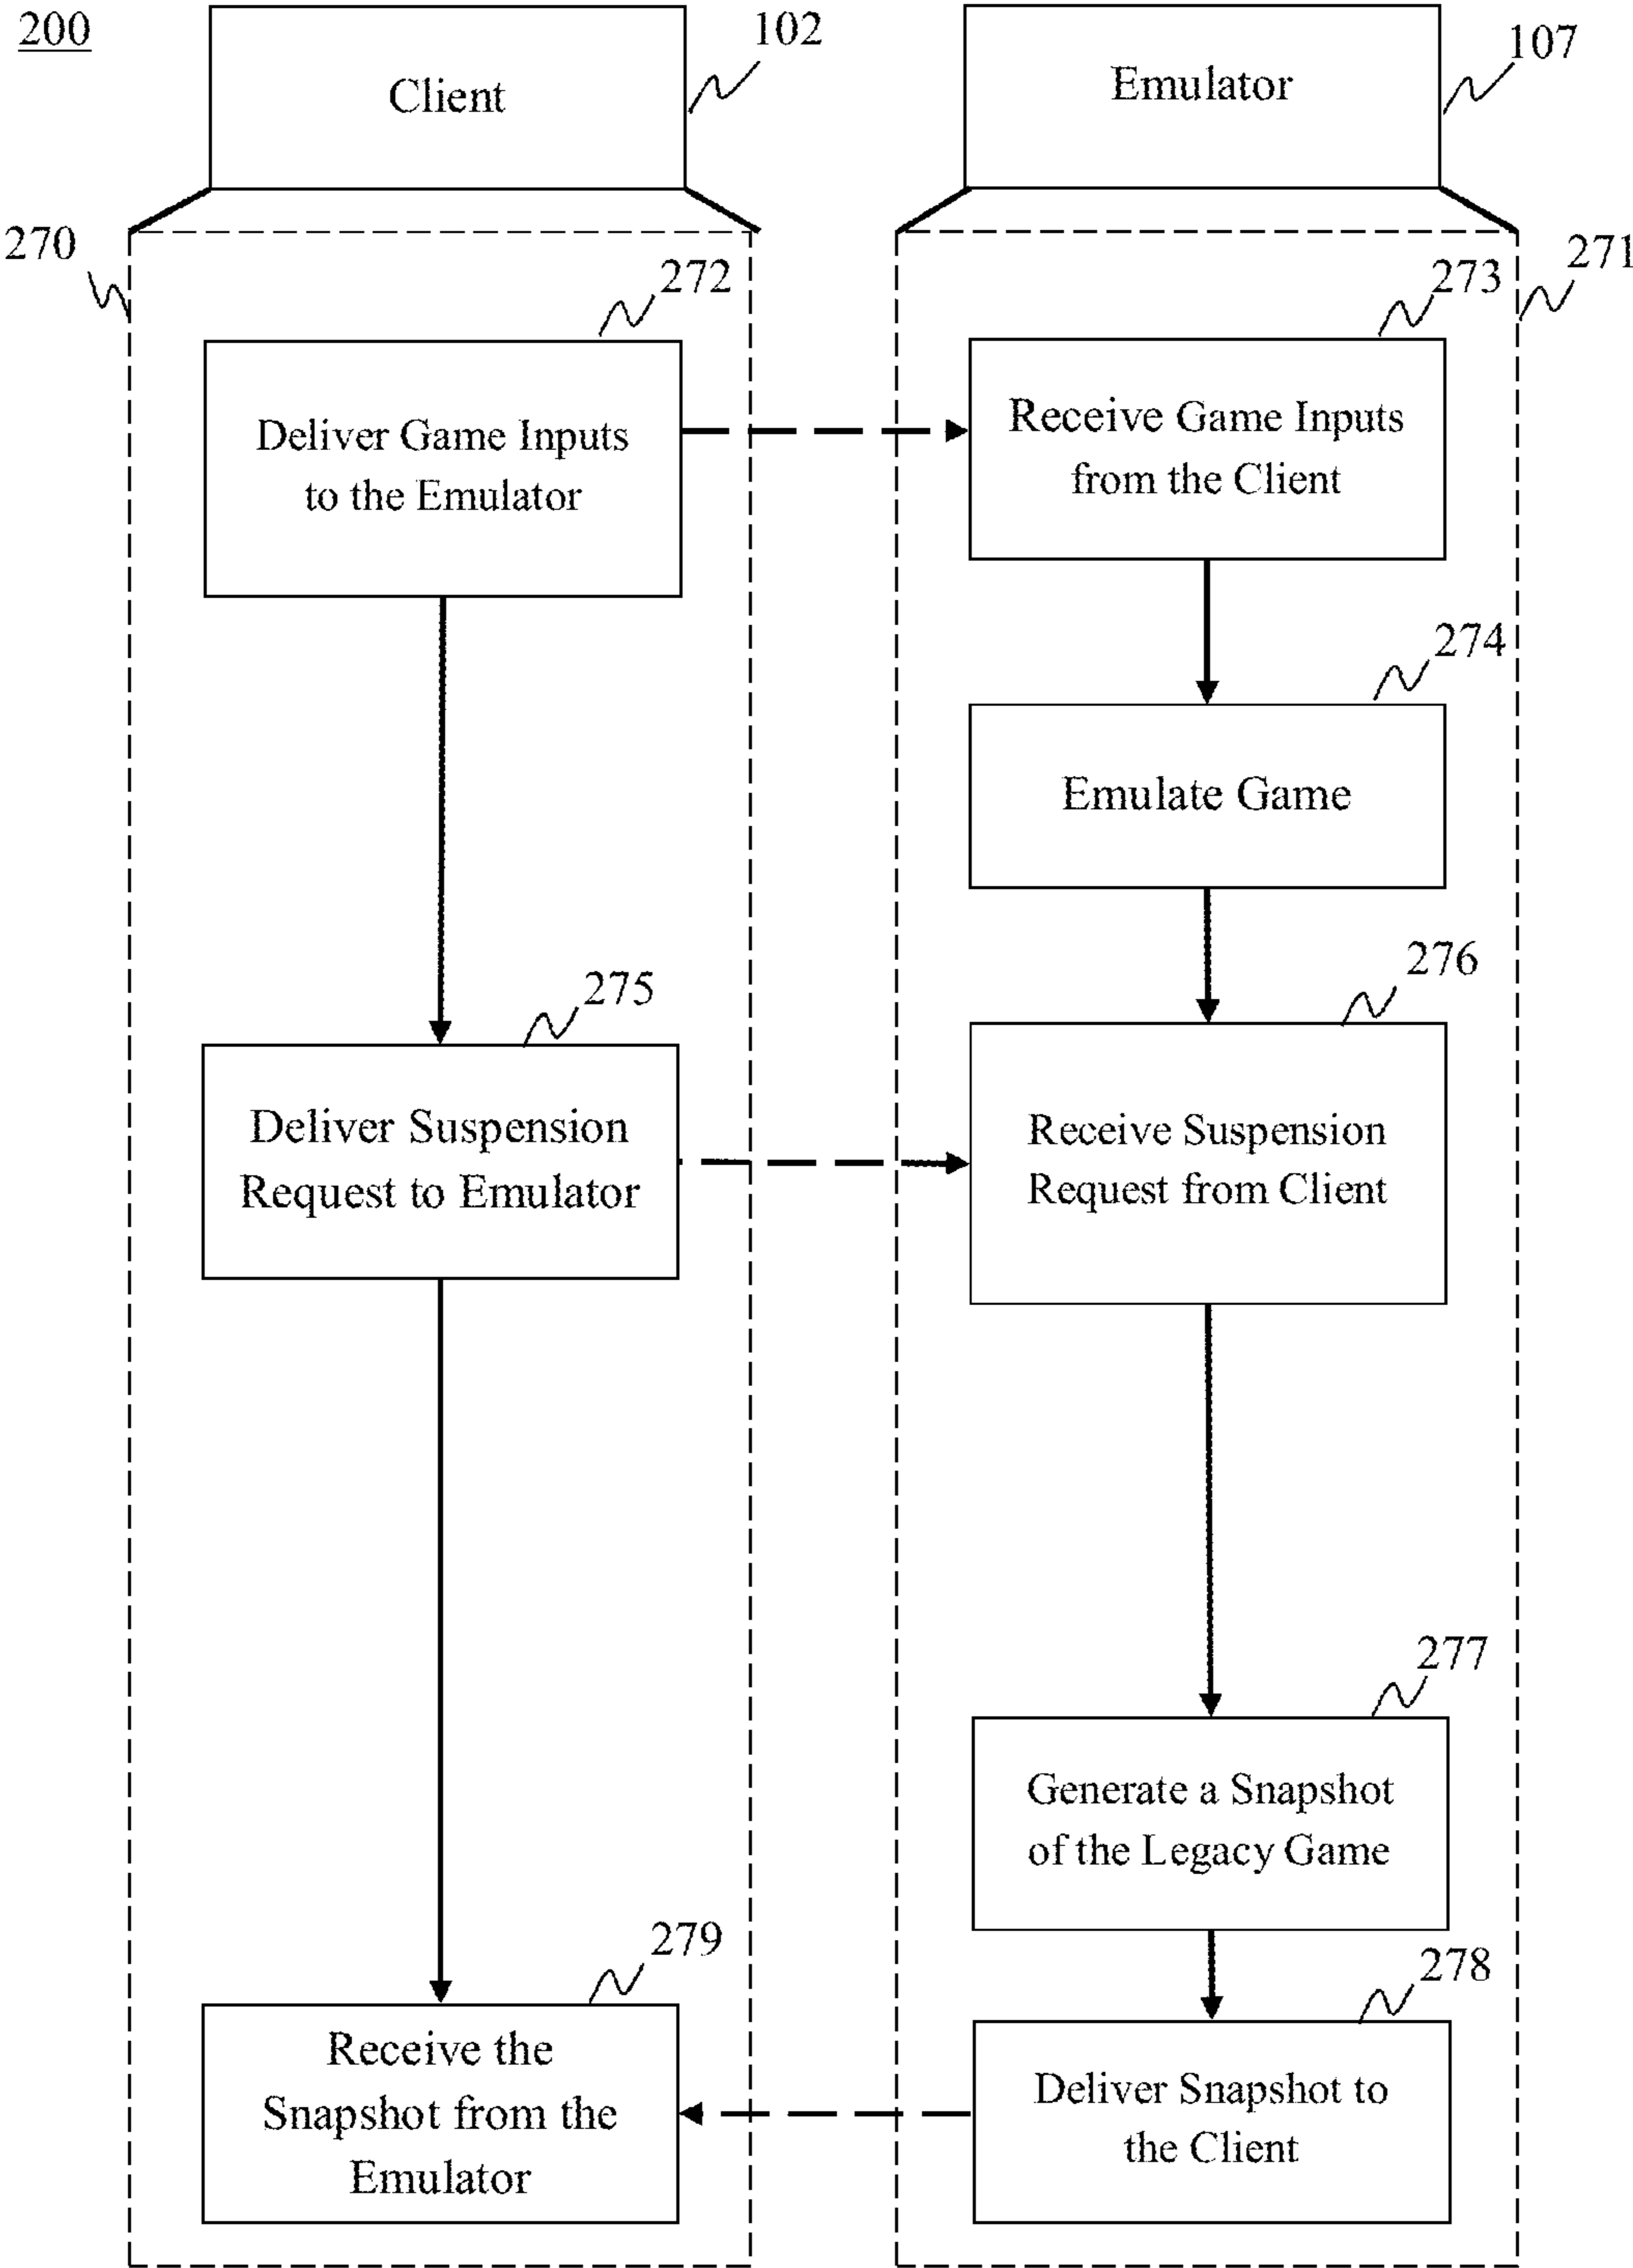 200
Client
102
Emulator
107
270
271
272
Deliver Game Inputs
to the Emulator
273
Receive Game Inputs
from the Client
274
Emulate Game
275
Deliver Suspension
Request to Emulator
276
Receive Suspension
Request from Client
277
Generate a Snapshot
of the Legacy Game
278
Deliver Snapshot to
the Client
279
Receive the
Snapshot from the
Emulator